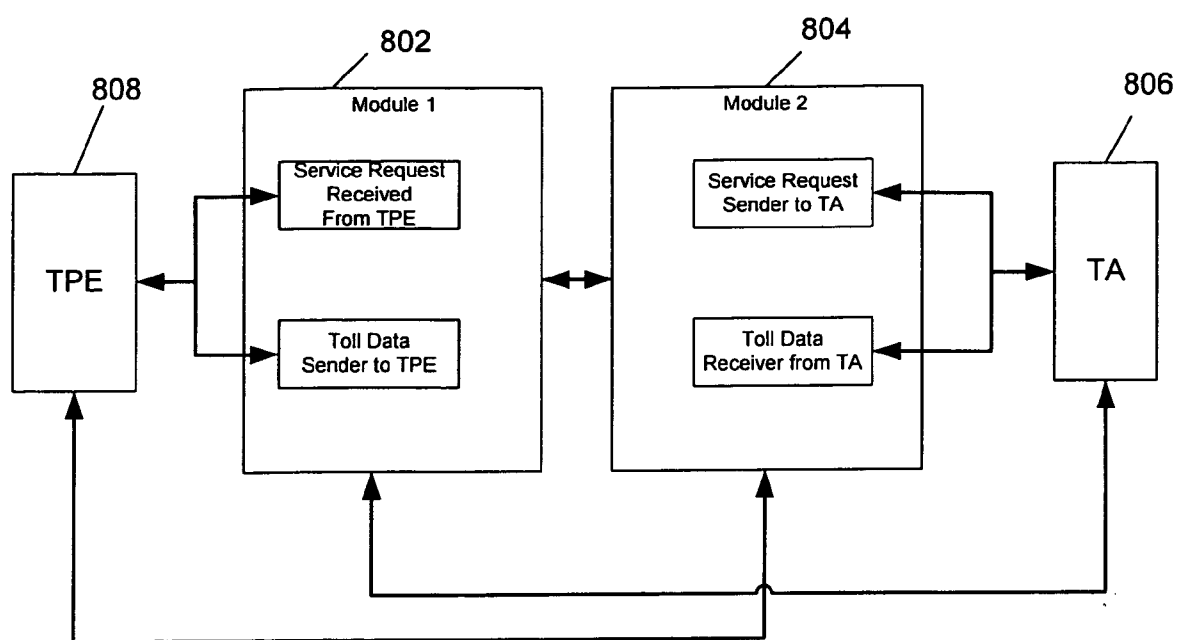 802
804
808
806
Module 1
Module 2
Service Request
Received
From TPE
Service Request
Sender to TA
TPE
TA
Toll Data
Sender to TPE
Toll Data
Receiver from TA